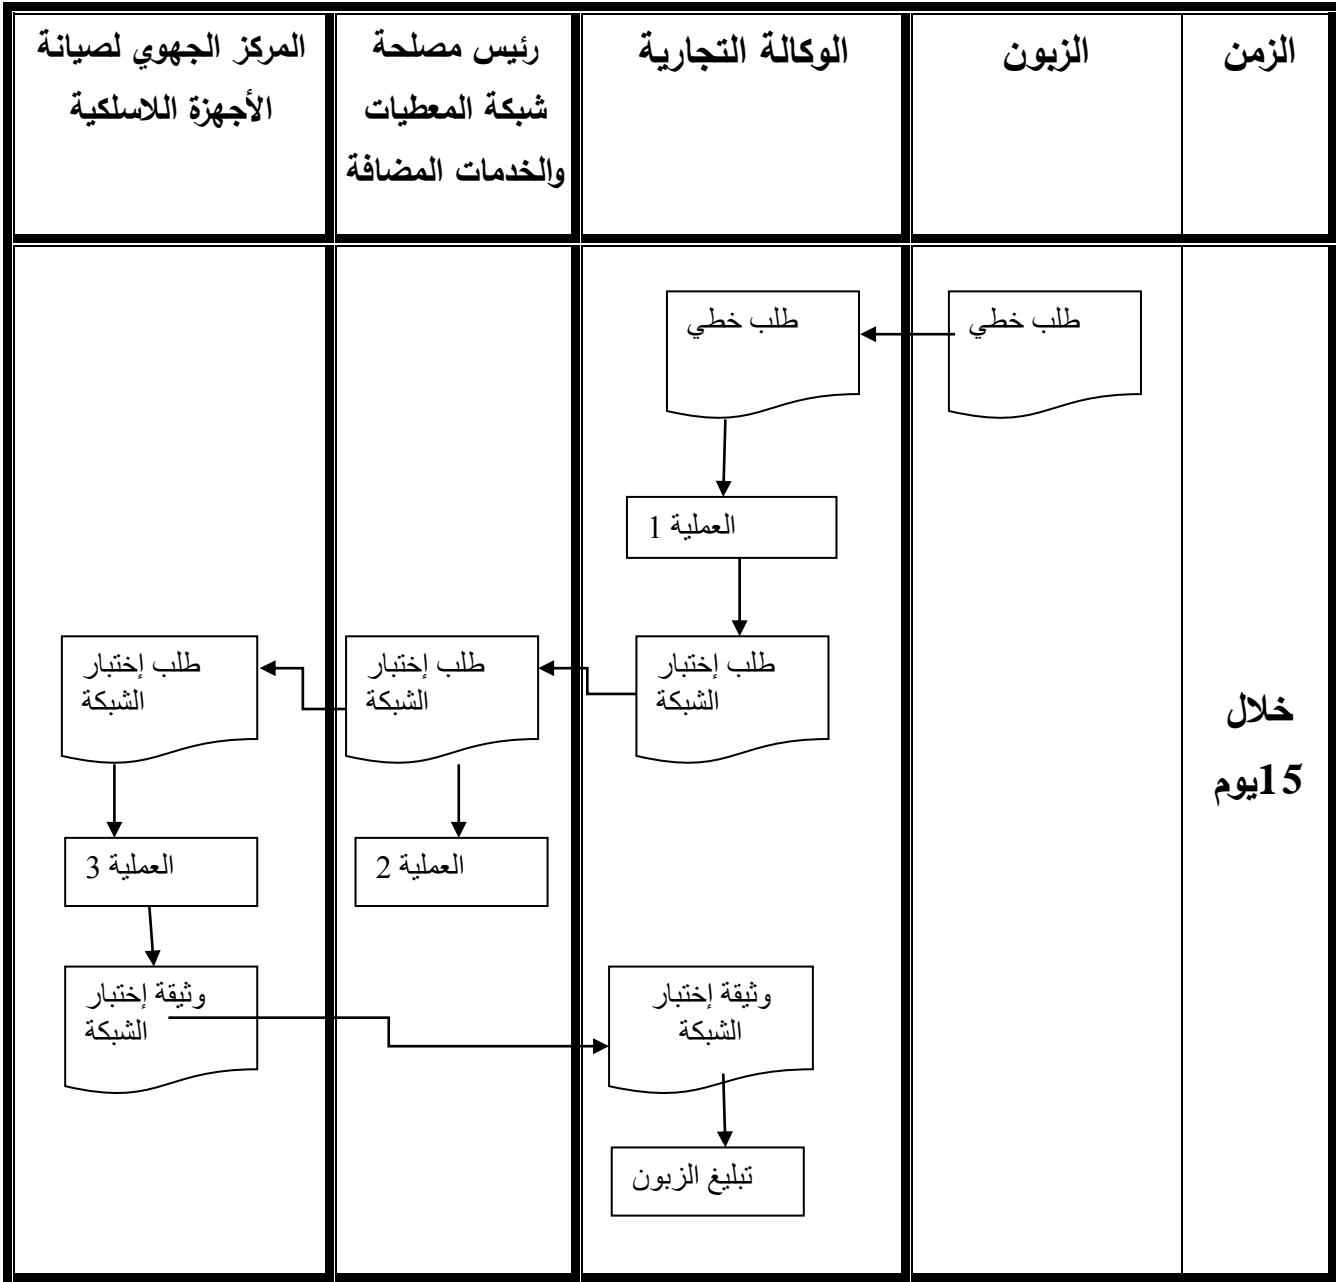 الزمن
الزبون
الوكالة التجارية
رئيس مصلحة
شبكة المعطيات
والخدمات المضافة
المركز الجهوي لصيانة
الأجهزة اللاسلكية
خلال
15يوم
طلب خطي
طلب خطي
العملية 1
طلب إختبار
الشبكة
طلب إختبار
الشبكة
طلب إختبار
الشبكة
العملية 2
العملية 3
وثيقة إختبار
الشبكة
وثيقة إختبار
الشبكة
تبليغ الزبون